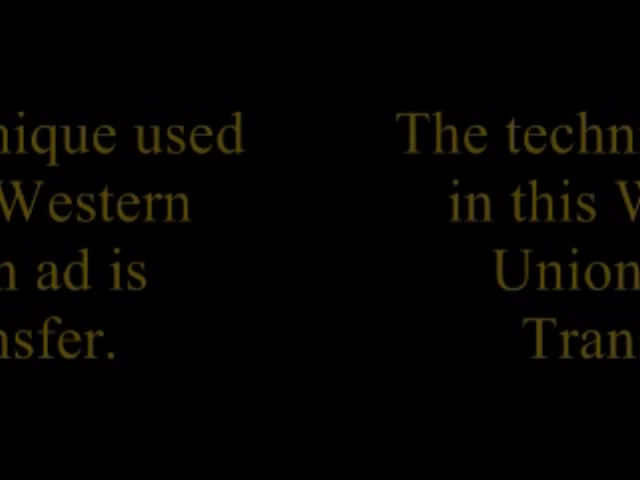 nique used
Western
n ad is
nsfer.
The techn
in this W
Union
Tran